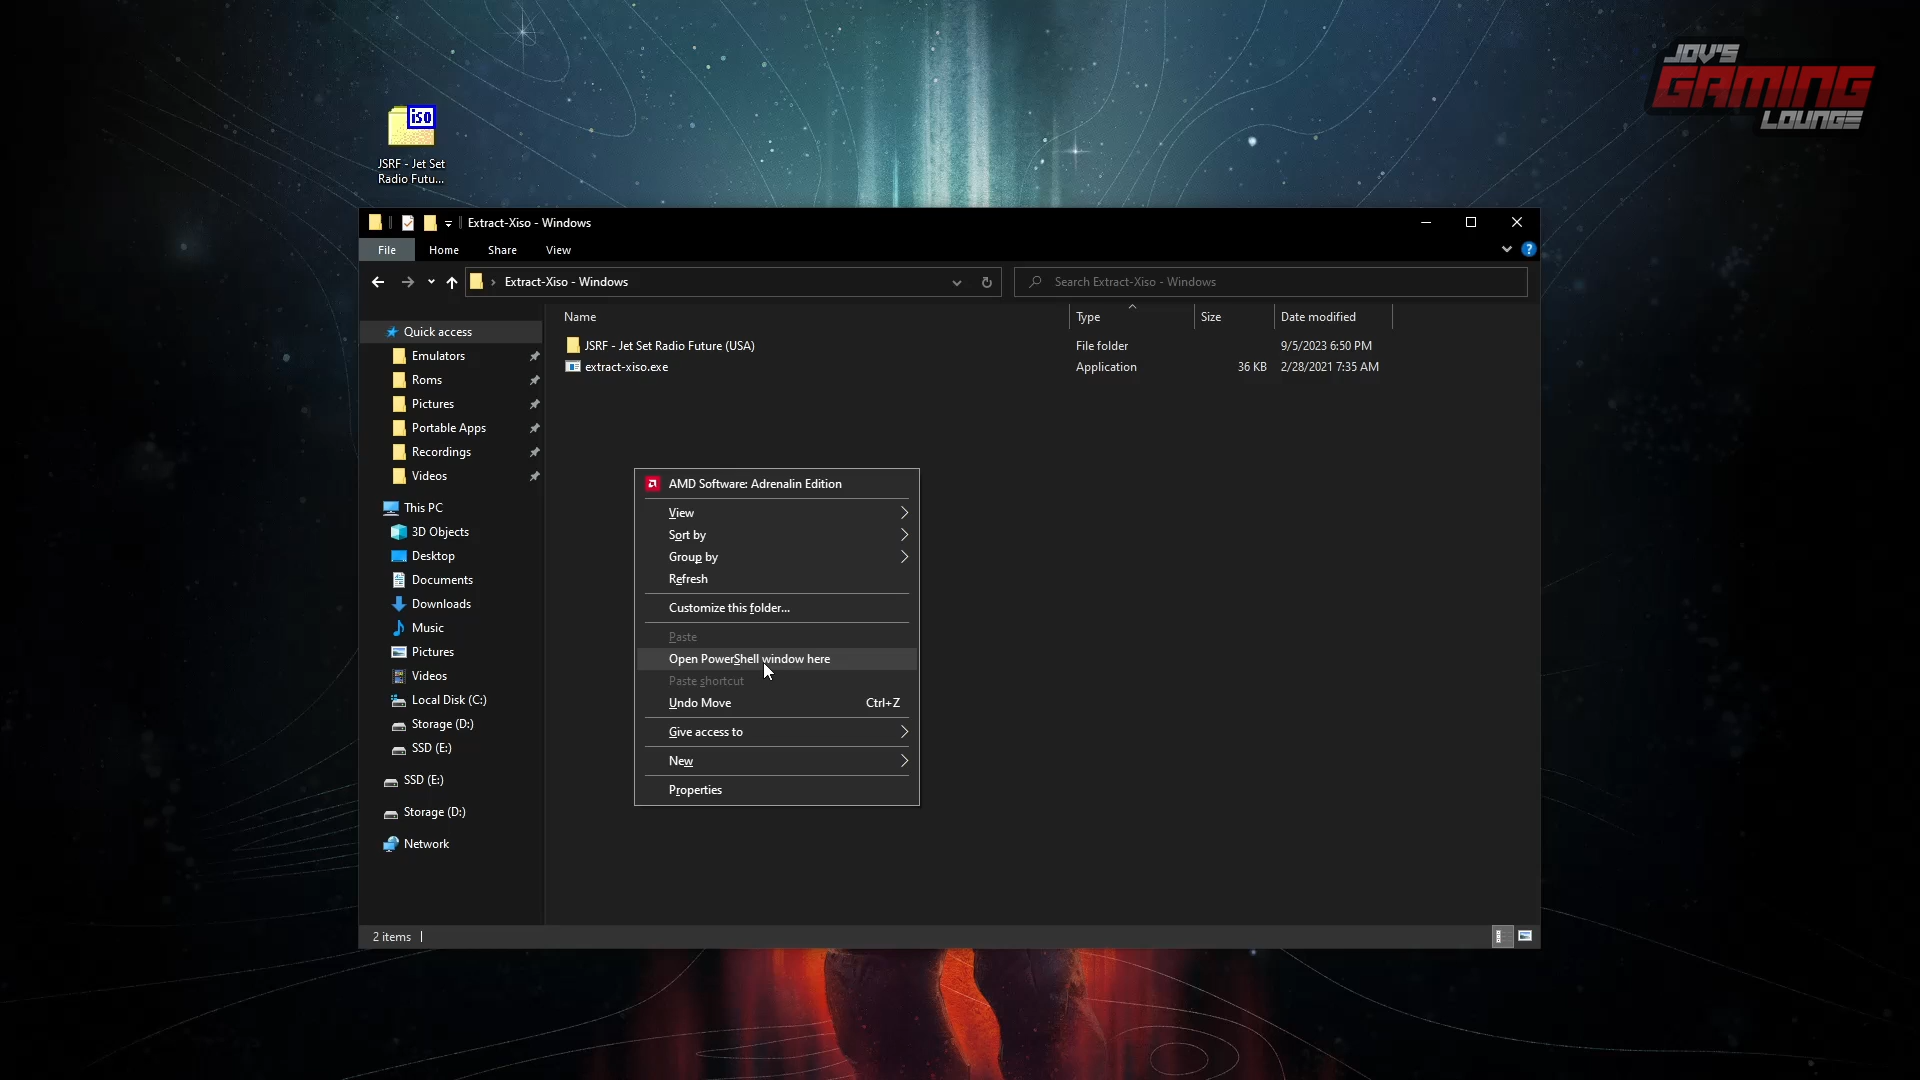 JOV'S
GAMING
LOUNGE
iSO
JSRF - Jet Set
Radio Futu...
Extract-Xiso - Windows
File
Home
Share
View
?
Extract-Xiso - Windows
Search Extract-Xiso - Windows
Name
Type
Size
Date modified
JSRF - Jet Set Radio Future (USA)
File folder
9/5/2023 6:50 PM
extract-xiso.exe
Application
36 KB
2/28/2021 7:35 AM
Quick access
Emulators
Roms
Pictures
Portable Apps
Recordings
Videos
This PC
3D Objects
Desktop
Documents
Downloads
Music
Pictures
Videos
Local Disk (C:)
Storage (D:)
SSD (E:)
SSD (E:)
Storage (D:)
Network
AMD Software: Adrenalin Edition
View
Sort by
Group by
Refresh
Customize this folder...
Paste
Open PowerShell window here
Paste shortcut
Undo Move
Ctrl+Z
Give access to
New
Properties
2 items